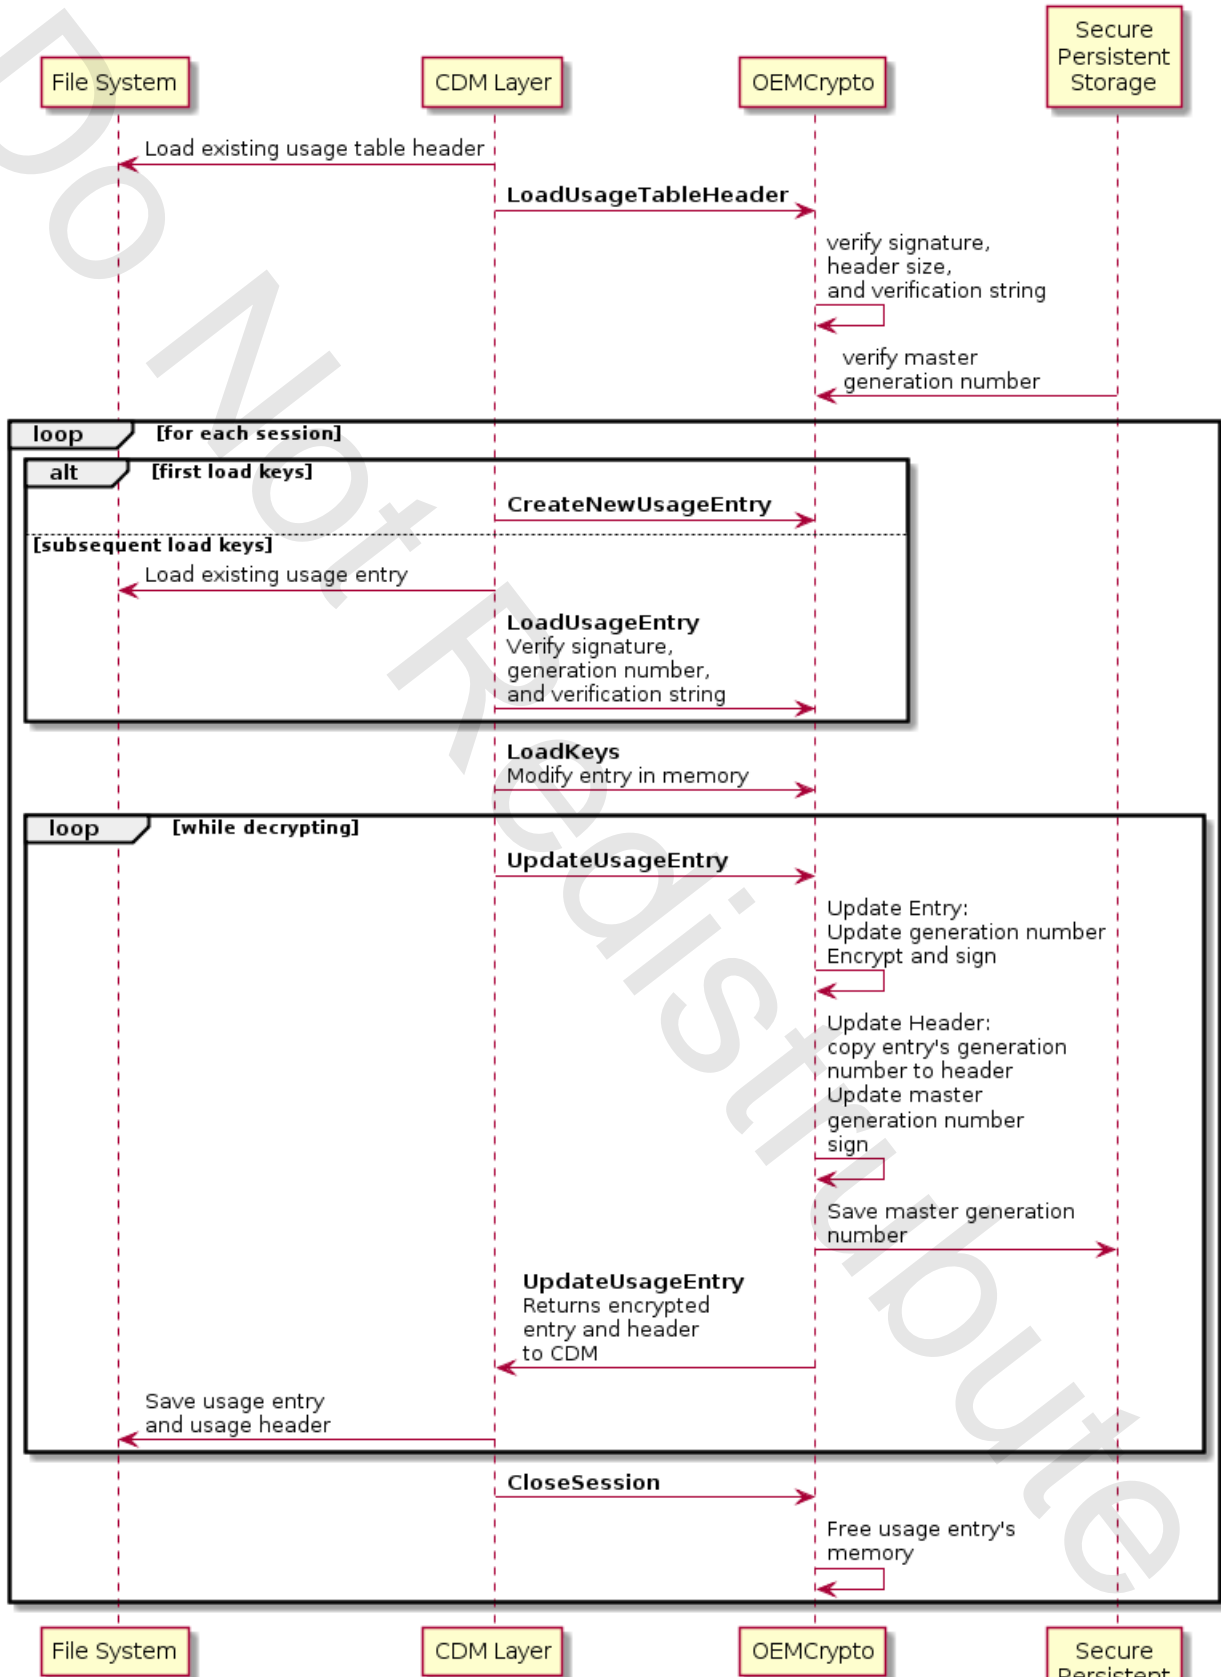 Secure
Persistent
Storage
File System
CDM Layer
OEMCrypto
Load existing usage table header
LoadUsageTableHeader
verify signature,
header size,
and verification string
verify master
generation number
loop
[for each session]
alt
[first load keys]
CreateNewUsageEntry
[subsequent load keys]
Load existing usage entry
LoadUsageEntry
Verify signature,
generation number,
and verification string
LoadKeys
Modify entry in memory
loop
[while decrypting]
UpdateUsageEntry
Update Entry:
Update generation number
Encrypt and sign
Update Header:
copy entry's generation
number to header
Update master
generation number
sign
Save master generation
number
UpdateUsageEntry
Returns encrypted
entry and header
to CDM
Save usage entry
and usage header
CloseSession
Free usage entry's
memory
File System
CDM Layer
OEMCrypto
Secure
Persistent
Do Not Redistribute